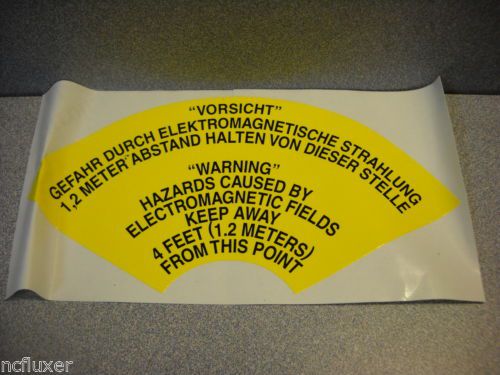 "VORSICHT"
GEFAHR DURCH ELEKTROMAGNETISCHE STRAHLUNG
1,2 METER ABSTAND HALTEN VON DIESER STELLE
"WARNING"
HAZARDS CAUSED BY
ELECTROMAGNETIC FIELDS
KEEP AWAY
4 FEET (1.2 METERS)
FROM THIS POINT
ncfluxer